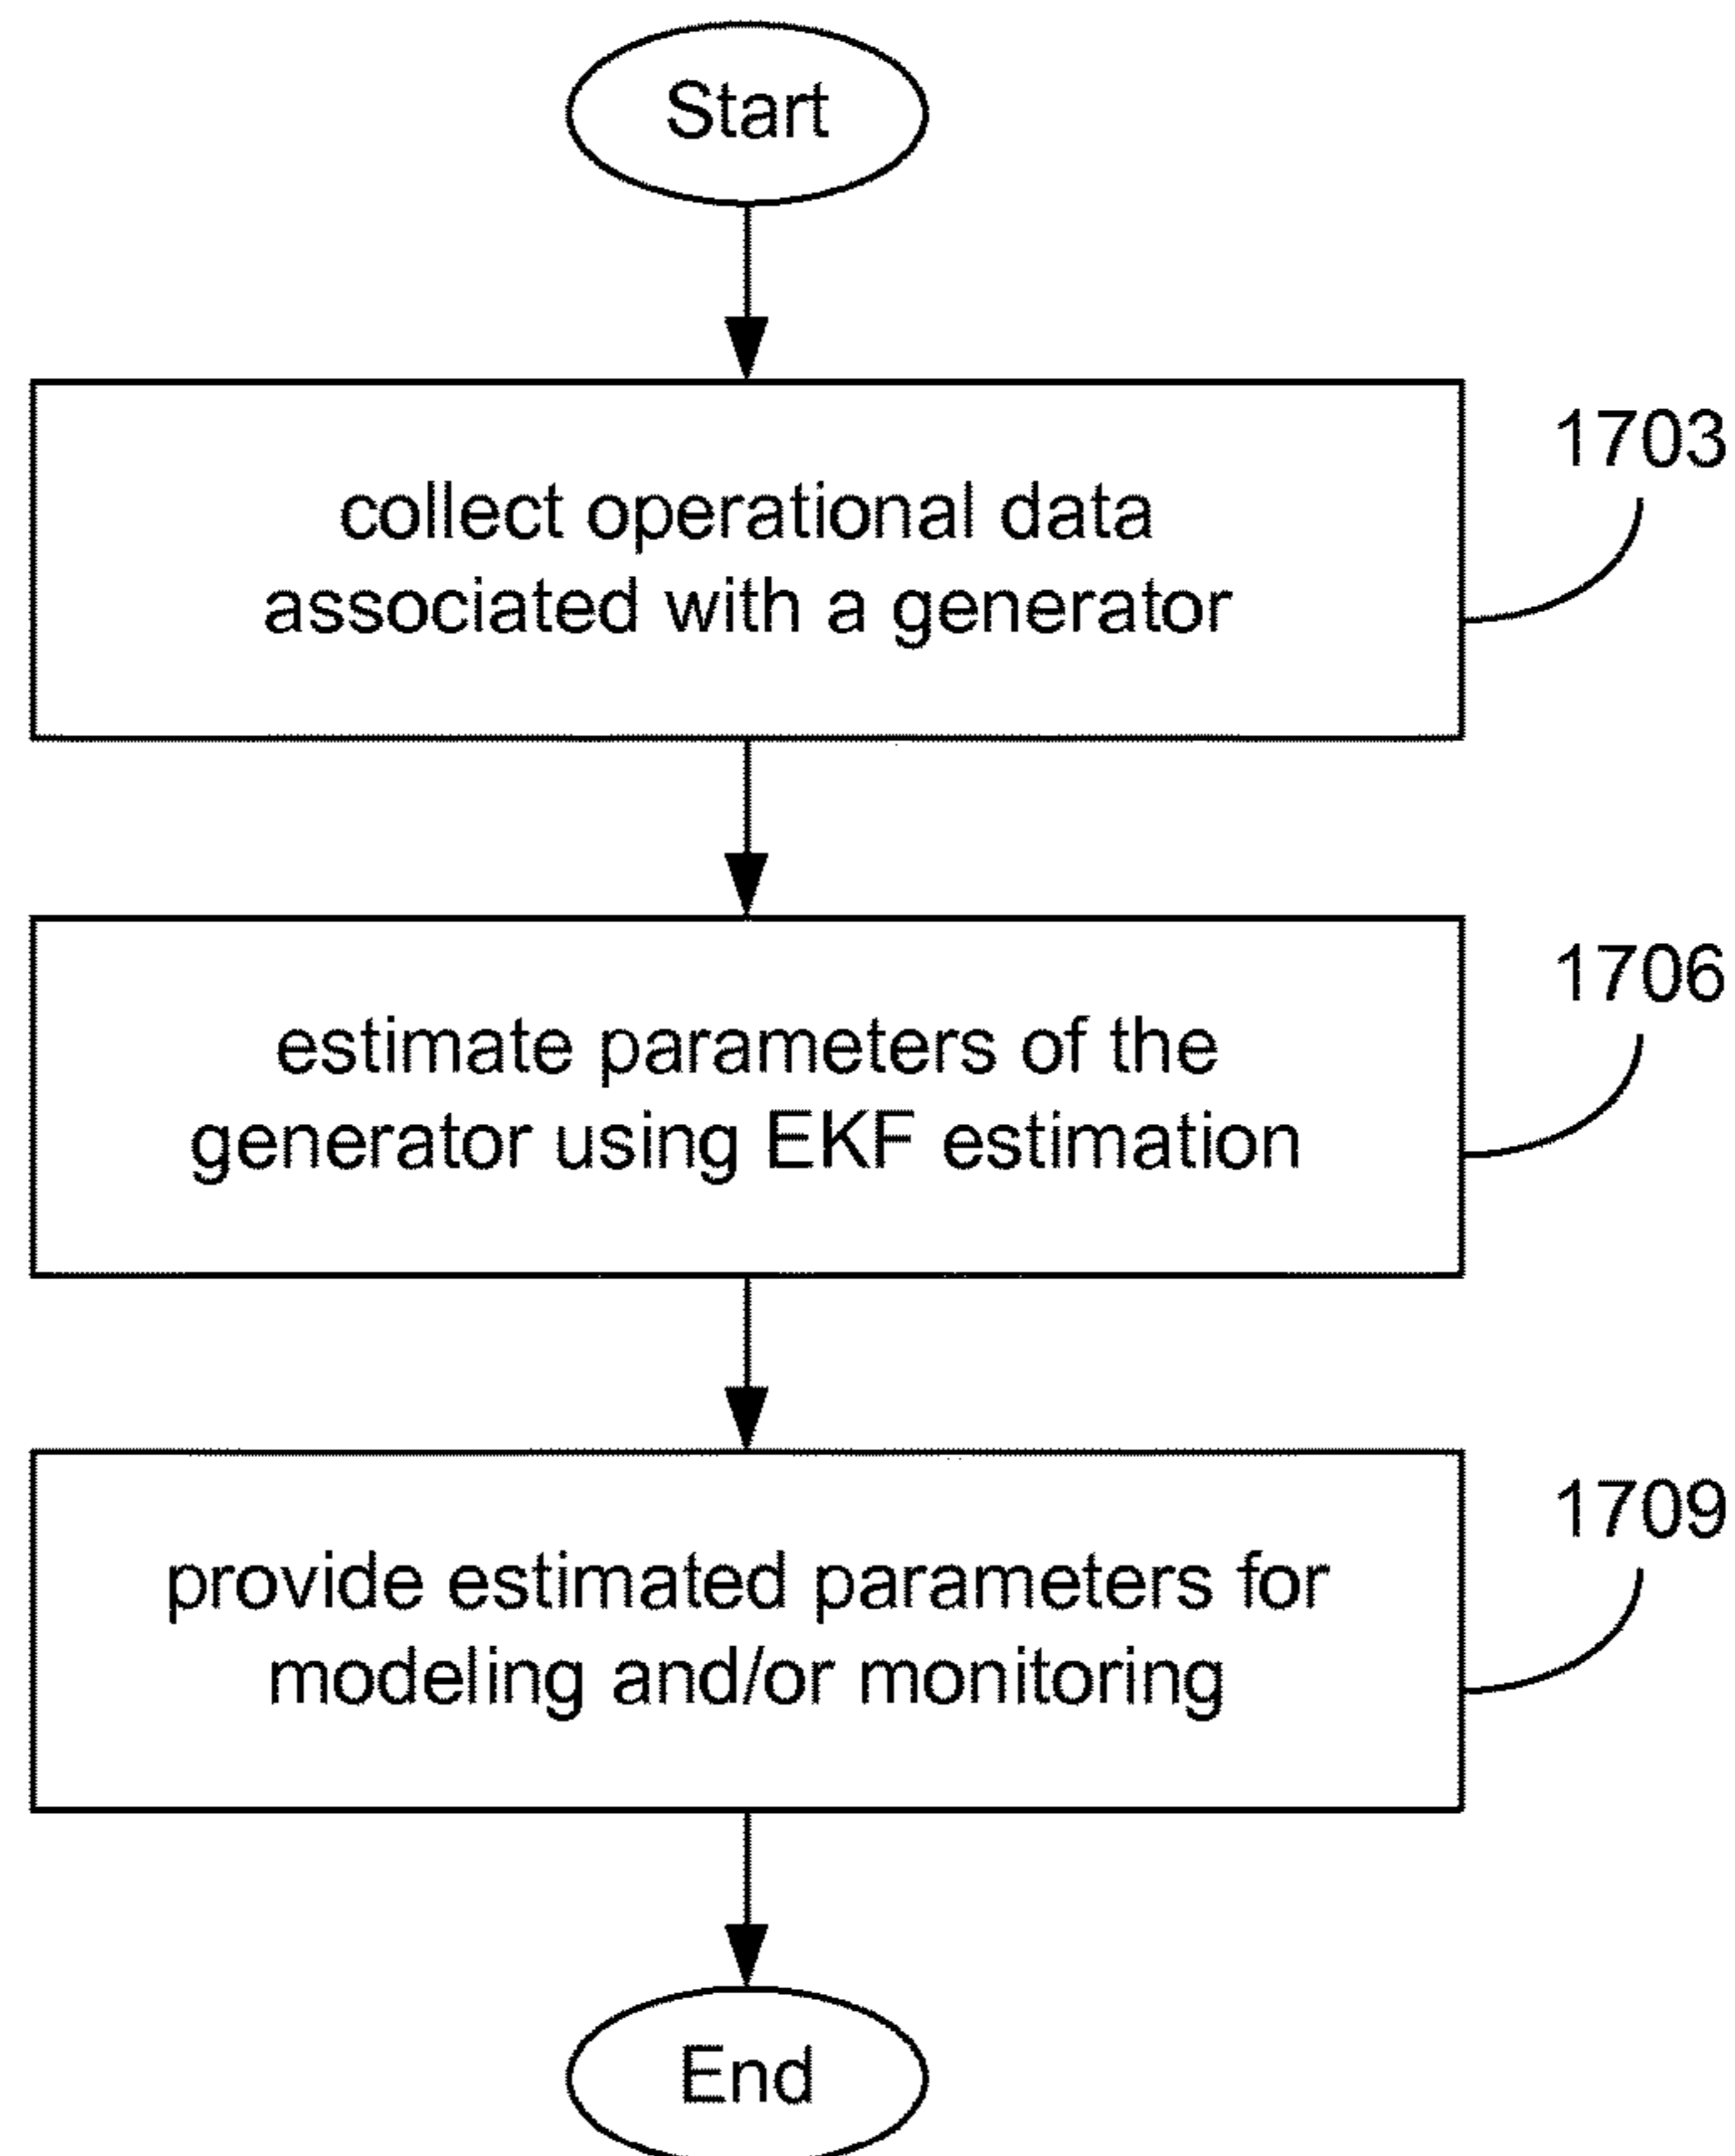 Start
1703
collect operational data
associated with a generator
1706
estimate parameters of the
generator using EKF estimation
1709
provide estimated parameters for
modeling and/or monitoring
End